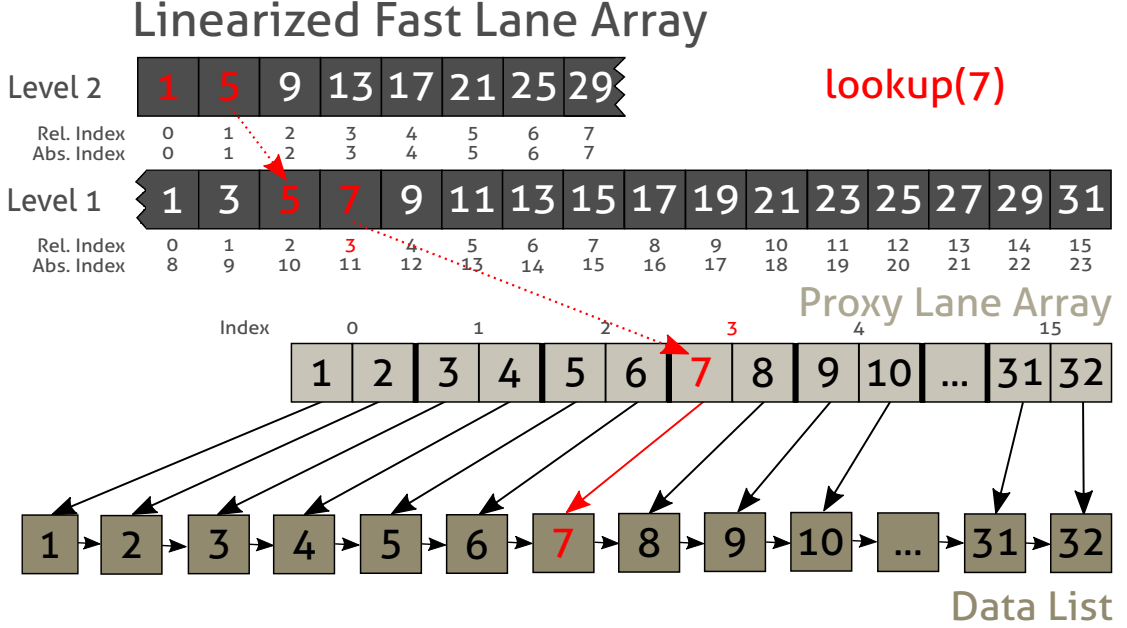 Linearized Fast Lane Array
lookup(7)
Level 2 1 5 9 13 17 21 25 29
Rel. Index 0 1 2 3 4 5 6 7
Abs. Index 0 1 2 3 4 5 6 7
Level 1 1 3 5 7 9 11 13 15 17 19 21 23 25 27 29 31
Rel. Index 0 1 2 3 4 5 6 7 8 9 10 11 12 13 14 15
Abs. Index 8 9 10 11 12 13 14 15 16 17 18 19 20 21 22 23
Proxy Lane Array
Index 0 1 2 3 4 15
1 2 3 4 5 6 7 8 9 10 ... 31 32
1 2 3 4 5 6 7 8 9 10 ... 31 32
Data List